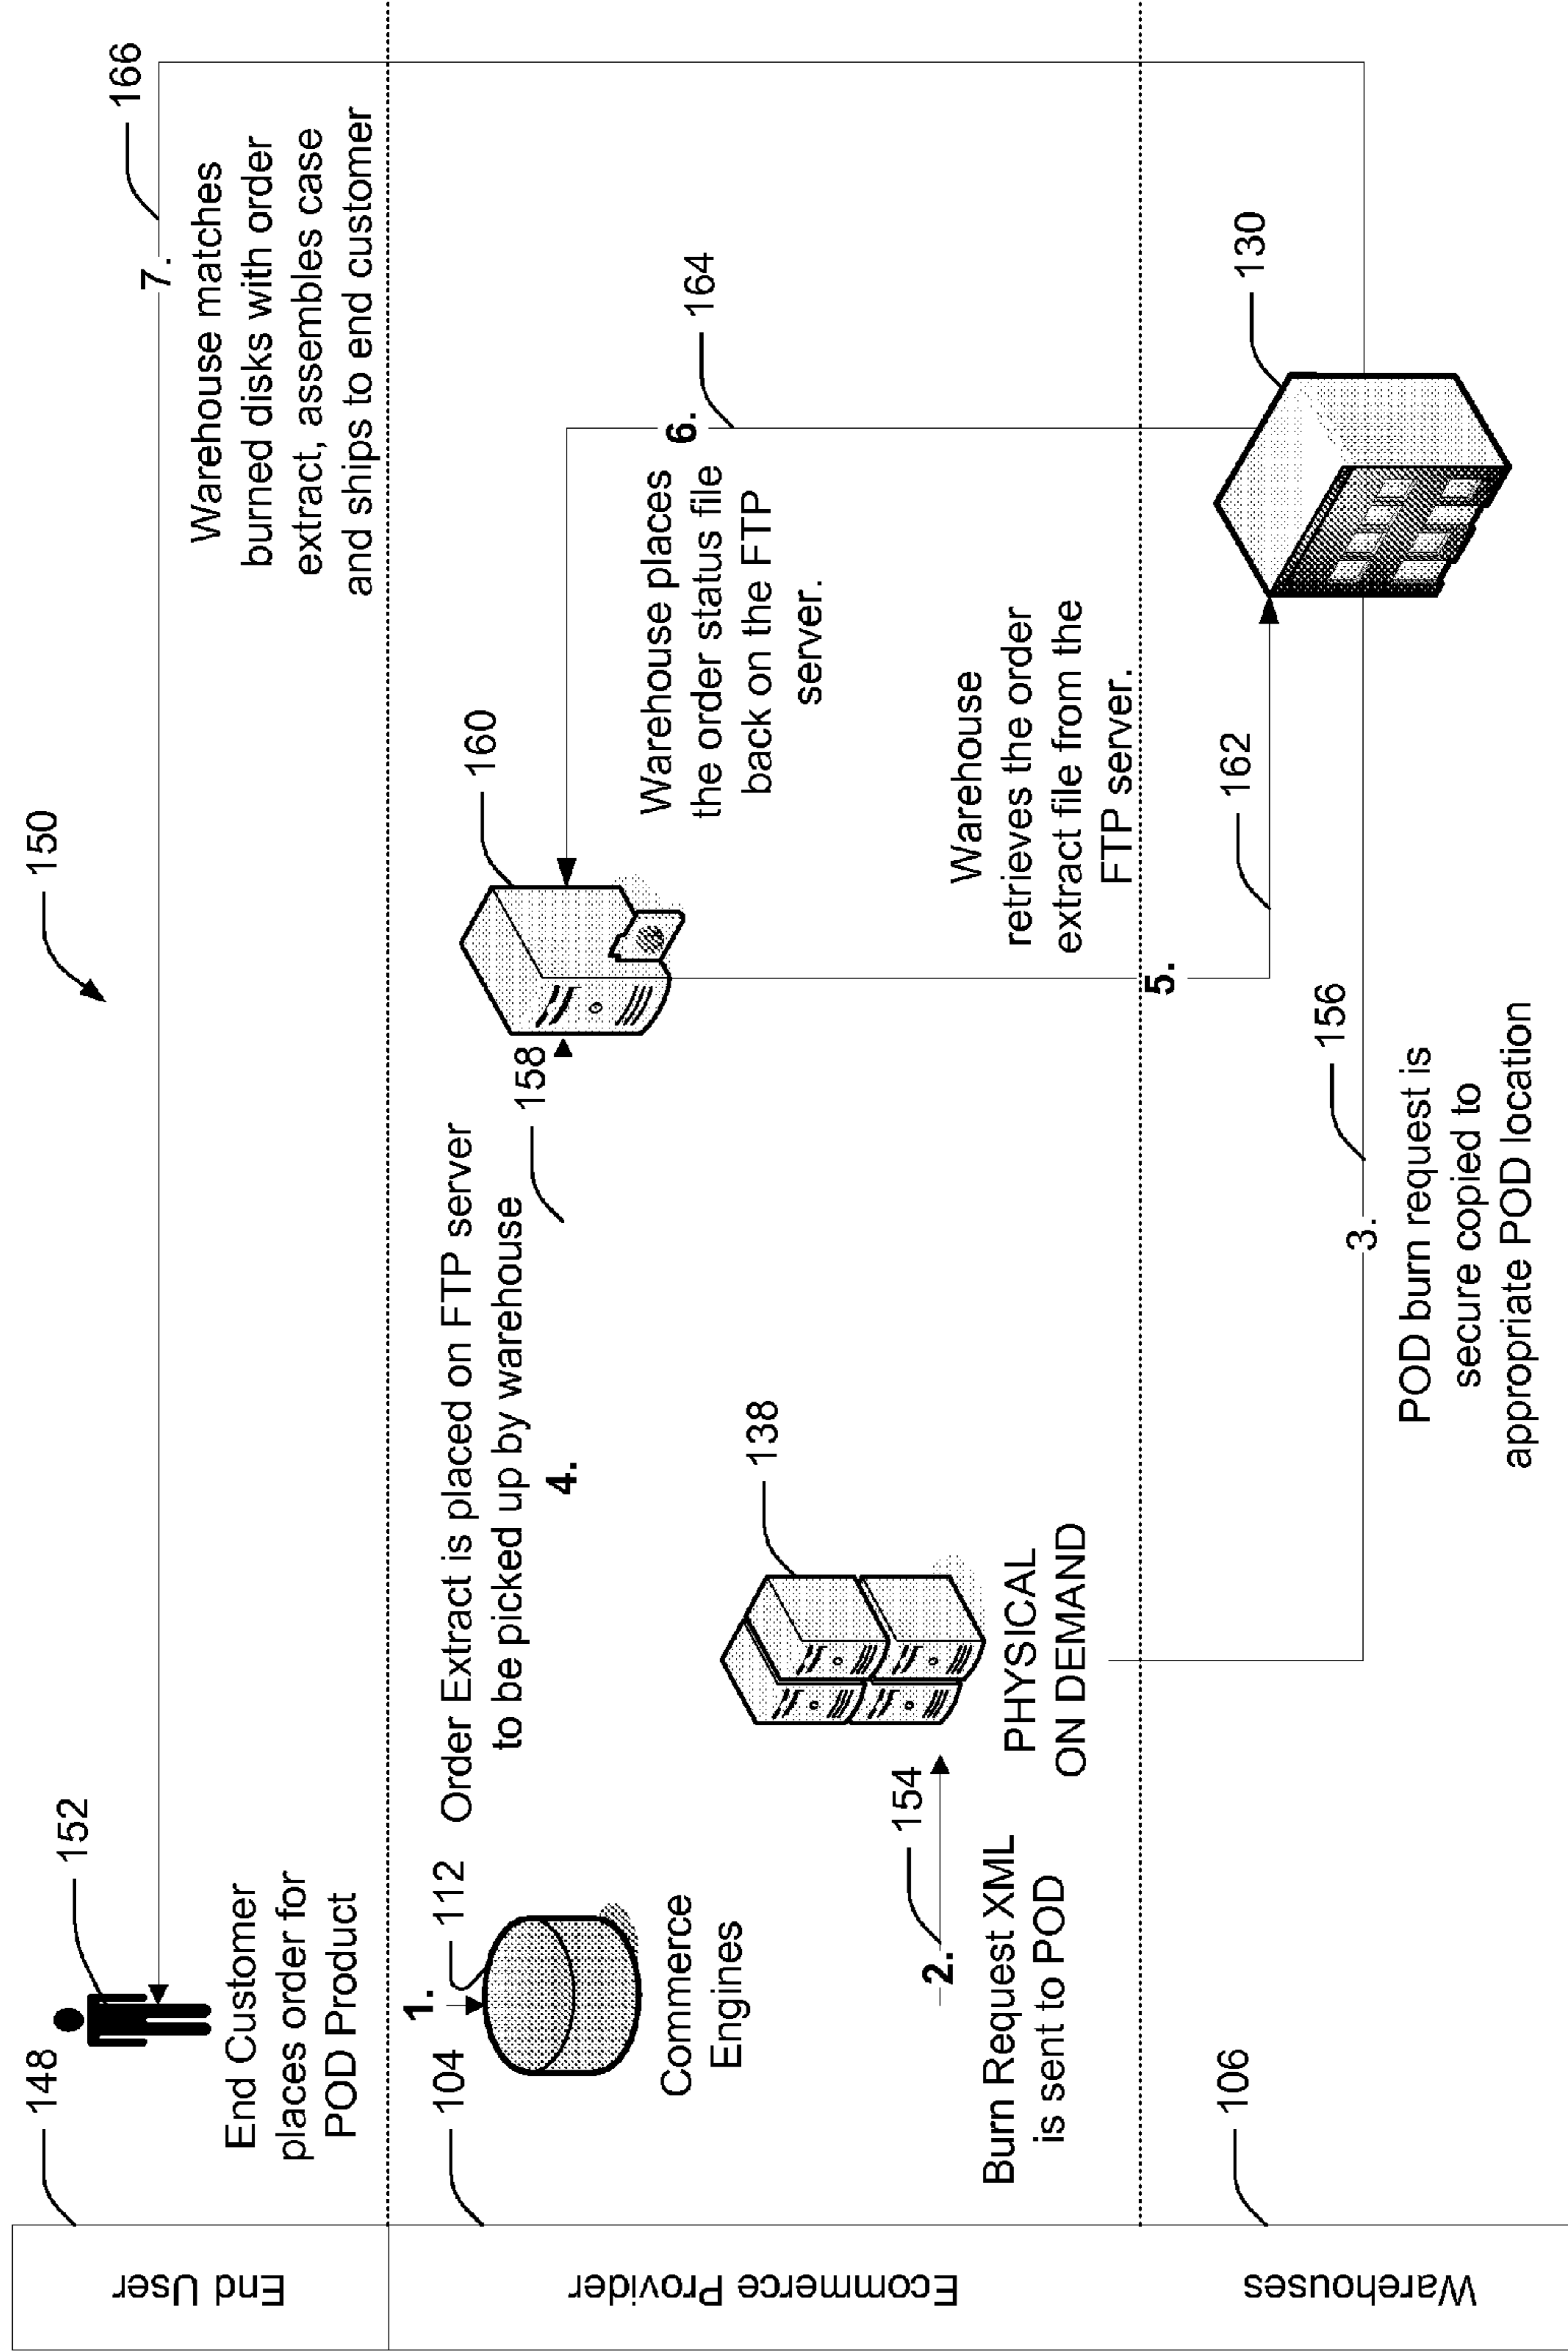 150
End User
148
152
End Customer
places order for
POD Product
7.
166
Warehouse matches
burned disks with order
extract, assembles case
and ships to end customer
Ecommerce Provider
104
1.
112
Commerce
Engines
Order Extract is placed on FTP server
to be picked up by warehouse
4.
158
160
6.
164
Warehouse places
the order status file
back on the FTP
server.
2.
154
Burn Request XML
is sent to POD
138
PHYSICAL
ON DEMAND
Warehouse
retrieves the order
extract file from the
FTP server.
5.
162
Warehouses
106
130
3.
156
POD burn request is
secure copied to
appropriate POD location